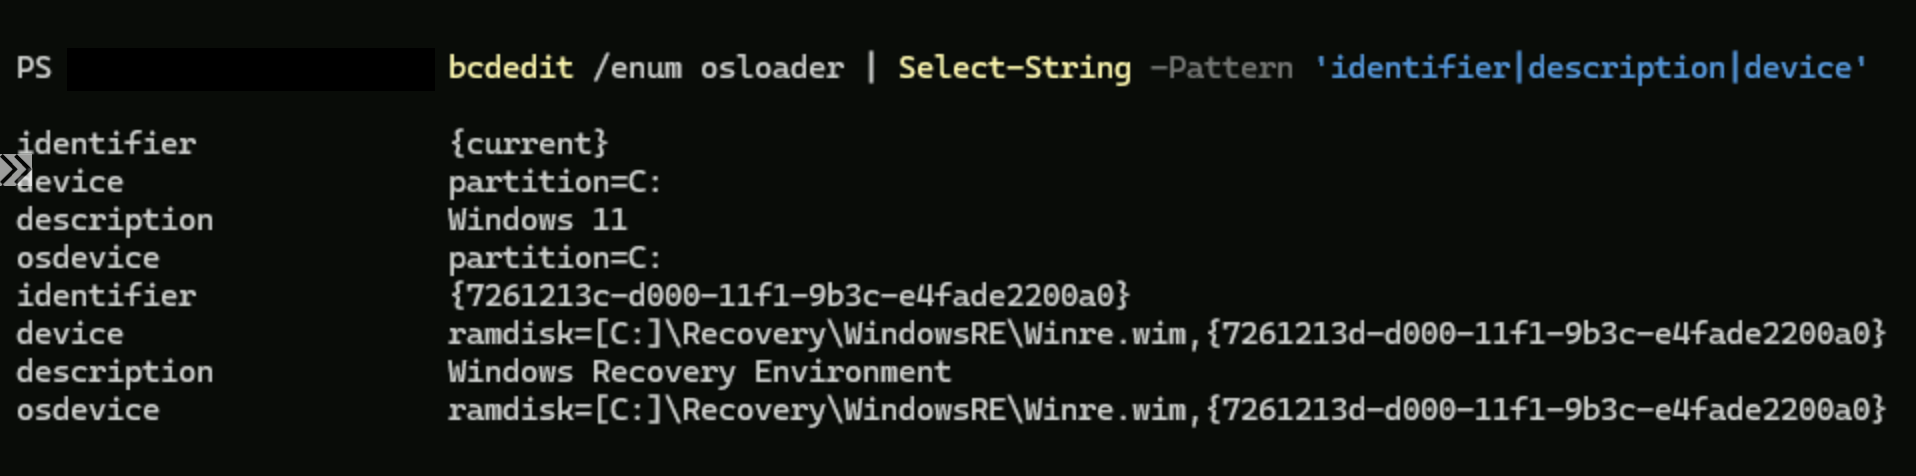 PS bcdedit /enum osloader | Select-String -Pattern 'identifier|description|device'
identifier {current}
device partition=C:
description Windows 11
osdevice partition=C:
identifier {7261213c-d000-11f1-9b3c-e4fade2200a0}
device ramdisk=[C:]\Recovery\WindowsRE\Winre.wim,{7261213d-d000-11f1-9b3c-e4fade2200a0}
description Windows Recovery Environment
osdevice ramdisk=[C:]\Recovery\WindowsRE\Winre.wim,{7261213d-d000-11f1-9b3c-e4fade2200a0}